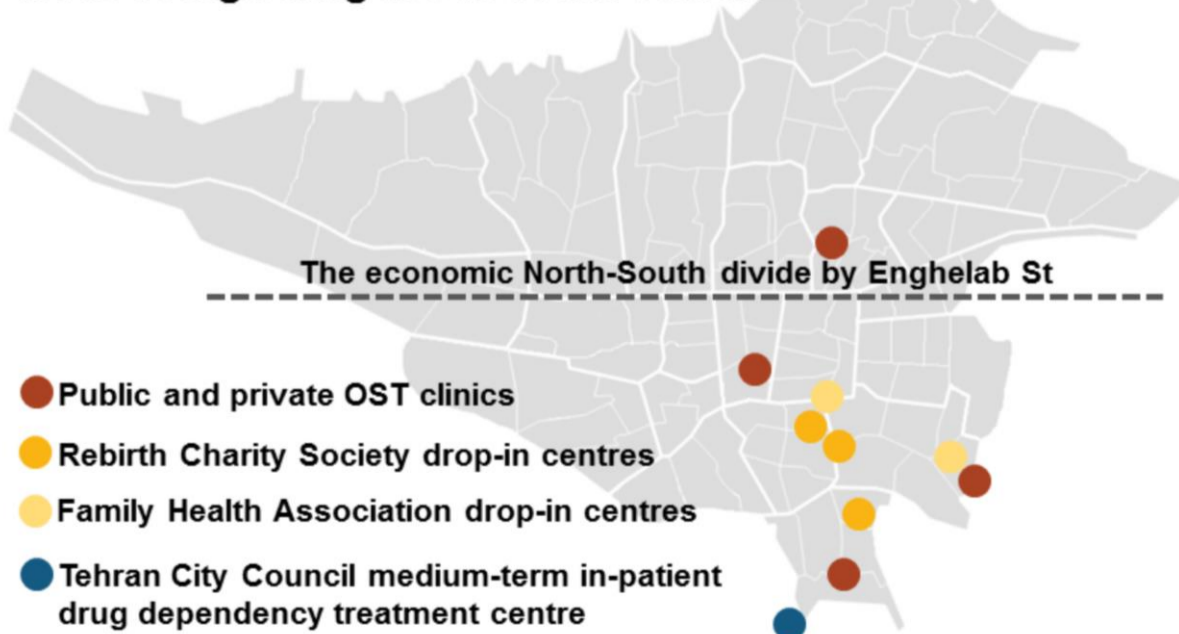 The economic North-South divide by Enghelab St
Public and private OST clinics
Rebirth Charity Society drop-in centres
Family Health Association drop-in centres
Tehran City Council medium-term in-patient
drug dependency treatment centre